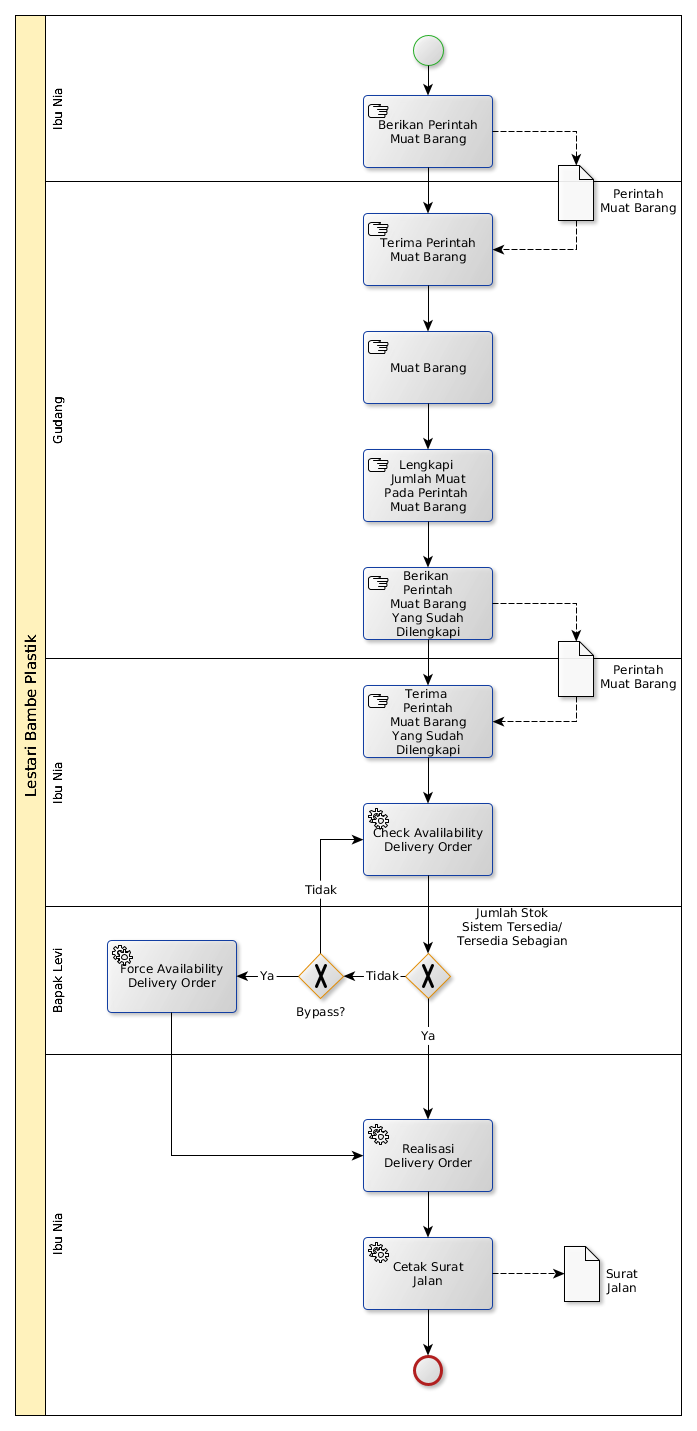 Lestari Bambe Plastik
Ibu Nia
Berikan Perintah
Muat Barang
Perintah
Muat Barang
Gudang
Terima Perintah
Muat Barang
Muat Barang
Lengkapi
Jumlah Muat
Pada Perintah
Muat Barang
Berikan
Perintah
Muat Barang
Yang Sudah
Dilengkapi
Perintah
Muat Barang
Ibu Nia
Terima
Perintah
Muat Barang
Yang Sudah
Dilengkapi
Check Avalilability
Delivery Order
Tidak
Bapak Levi
Jumlah Stok
Sistem Tersedia/
Tersedia Sebagian
Force Availability
Delivery Order
Ya
Tidak
Bypass?
Ya
Ibu Nia
Realisasi
Delivery Order
Cetak Surat
Jalan
Surat
Jalan